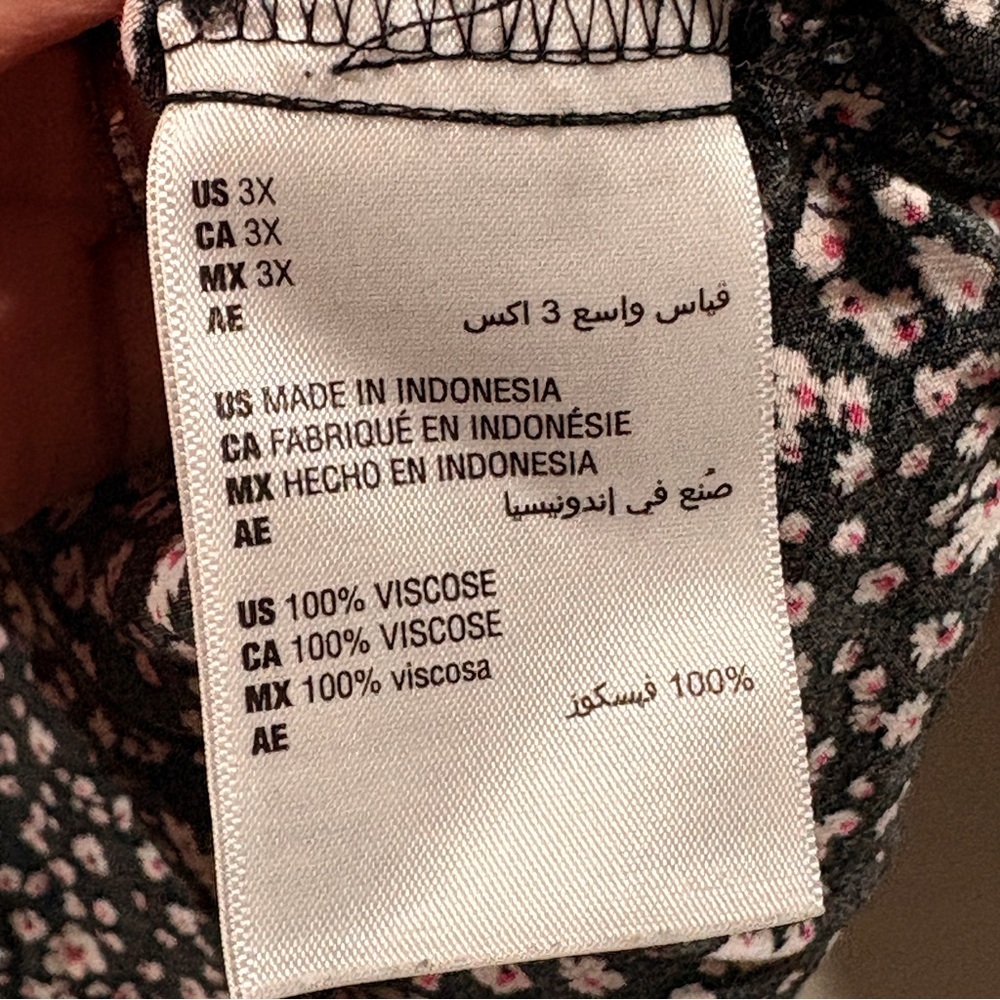 US 3X
CA 3X
MX 3X
AE
قياس واسع 3 اكس
US MADE IN INDONESIA
CA FABRIQUÉ EN INDONÉSIE
MX HECHO EN INDONESIA
AE
صُنع في إندونيسيا
US 100% VISCOSE
CA 100% VISCOSE
MX 100% viscosa
AE
100% فيسكوز